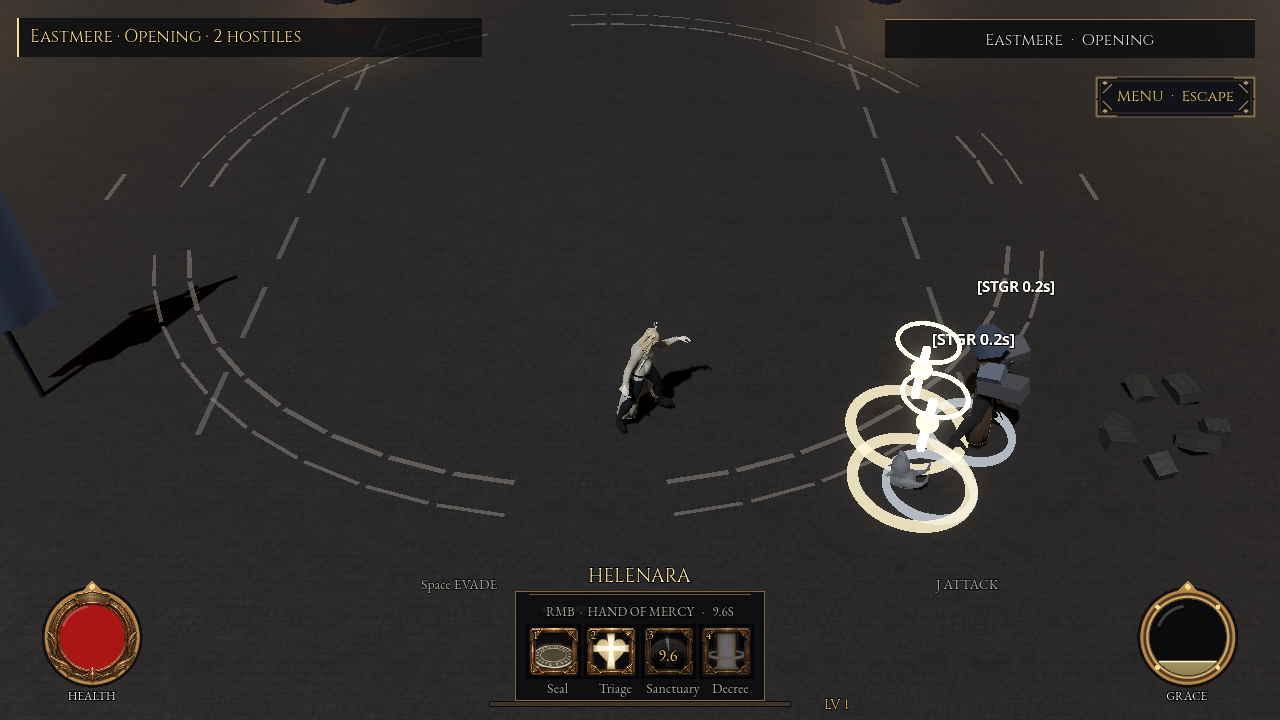 Eastmere · Opening · 2 hostiles
Eastmere · Opening
MENU · Escape
[STGR 0.2s]
[STGR 0.2s]
Space EVADE
HELENARA
J ATTACK
RMB · HAND OF MERCY · 9.6S
1 2 3 4
9.6
Seal Triage Sanctuary Decree
HEALTH
GRACE
LV 1